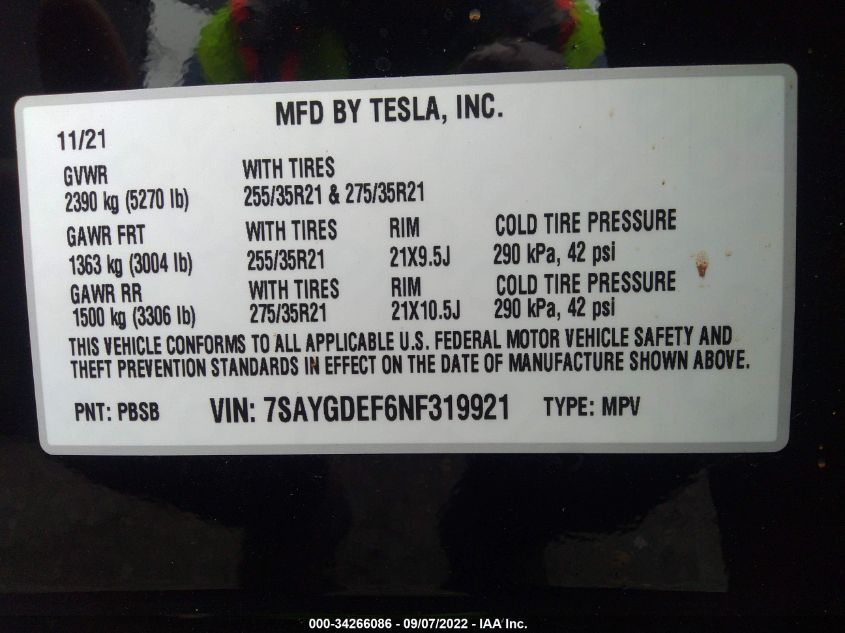 MFD BY TESLA, INC.
11/21
GVWR WITH TIRES
2390 kg (5270 lb) 255/35R21 & 275/35R21
GAWR FRT WITH TIRES RIM COLD TIRE PRESSURE
1363 kg (3004 lb) 255/35R21 21X9.5J 290 kPa, 42 psi
GAWR RR WITH TIRES RIM COLD TIRE PRESSURE
1500 kg (3306 lb) 275/35R21 21X10.5J 290 kPa, 42 psi
THIS VEHICLE CONFORMS TO ALL APPLICABLE U.S. FEDERAL MOTOR VEHICLE SAFETY AND
THEFT PREVENTION STANDARDS IN EFFECT ON THE DATE OF MANUFACTURE SHOWN ABOVE.
PNT: PBSB VIN: 7SAYGDEF6NF319921 TYPE: MPV
000-34266086 - 09/07/2022 - IAA Inc.